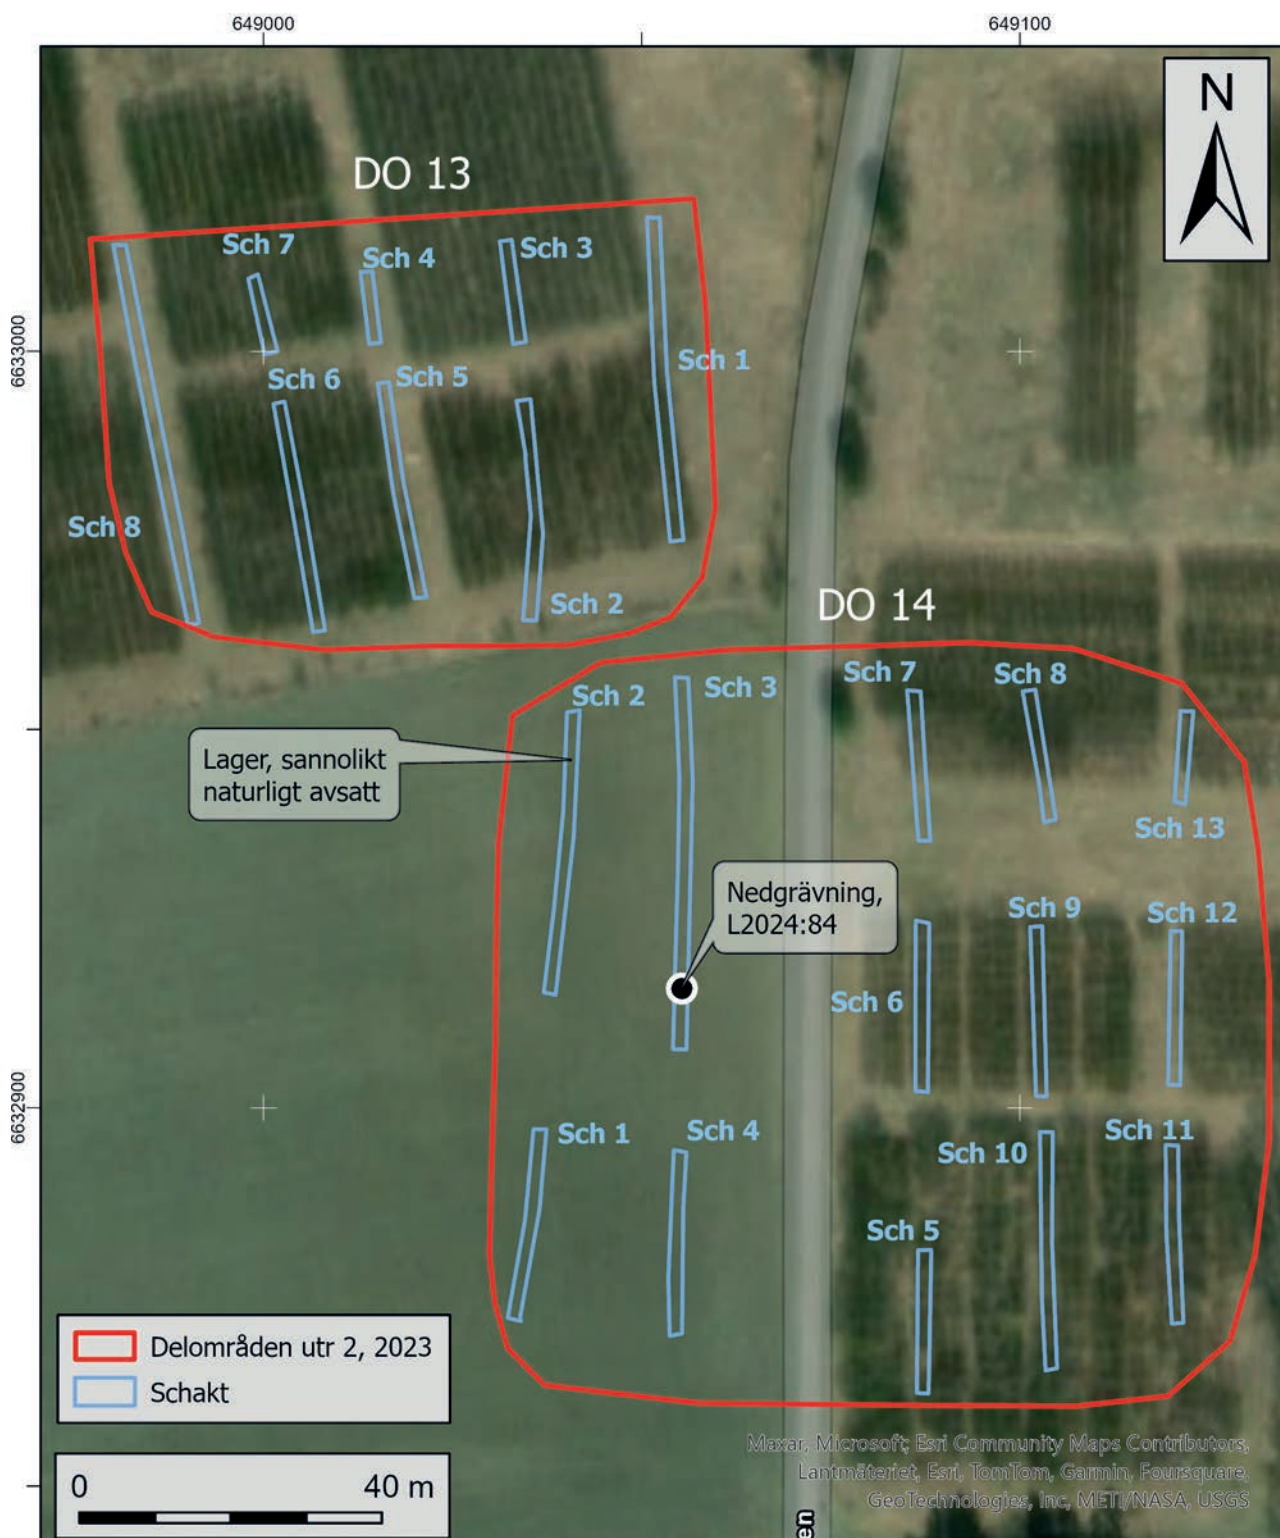 649000
649100
N
DO 13
Sch 7
Sch 4
Sch 3
6633000
Sch 1
Sch 6
Sch 5
Sch 8
Sch 2
DO 14
Sch 2
Sch 3
Sch 7
Sch 8
Lager, sannolikt
naturligt avsatt
Sch 13
Nedgrävning,
L2024:84
Sch 9
Sch 12
Sch 6
6632900
Sch 1
Sch 4
Sch 10
Sch 11
Sch 5
Delområden utr 2, 2023
Schakt
0
40 m
Maxar, Microsoft, Esri Community Maps Contributors,
Lantmäteriet, Esri, TomTom, Garmin, Foursquare,
GeoTechnologies, Inc, METI/NASA, USGS
en